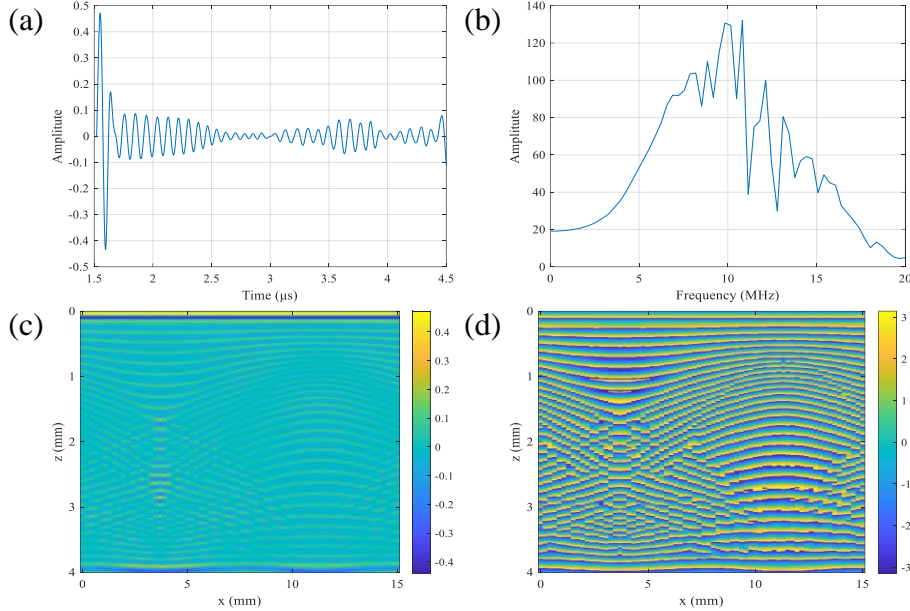 (a)
0.5
0.4
0.3
0.2
0.1
0
-0.1
-0.2
-0.3
-0.4
-0.5
Amplitute
1.5 2 2.5 3 3.5 4 4.5
Time (μs)
(b)
140
120
100
80
60
40
20
0
Amplitute
0 5 10 15 20
Frequency (MHz)
(c)
0
1
2
3
4
z (mm)
0 5 10 15
x (mm)
0.4
0.3
0.2
0.1
0
-0.1
-0.2
-0.3
-0.4
(d)
0
1
2
3
4
z (mm)
0 5 10 15
x (mm)
3
2
1
0
-1
-2
-3